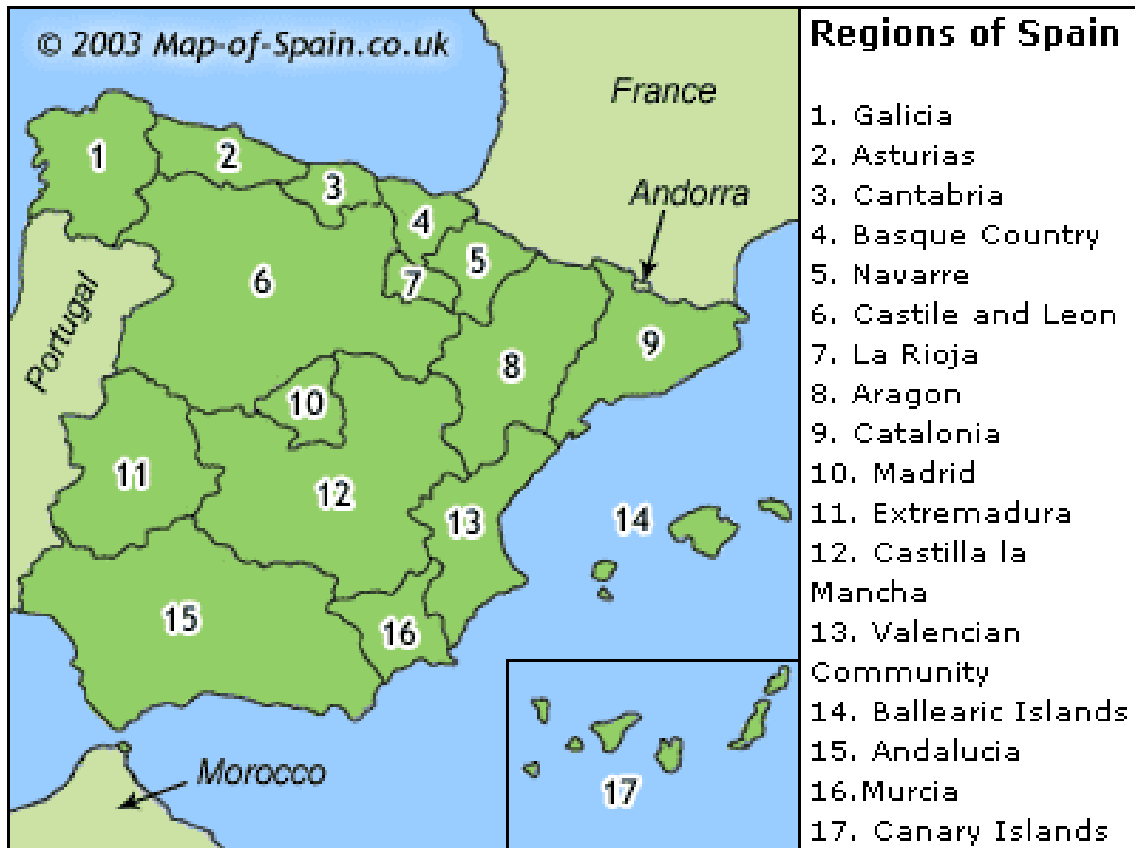 © 2003 Map-of-Spain.co.uk
France
Andorra
Portugal
Morocco
1
2
3
4
5
6
7
8
9
10
11
12
13
14
15
16
17
Regions of Spain
1. Galicia
2. Asturias
3. Cantabria
4. Basque Country
5. Navarre
6. Castile and Leon
7. La Rioja
8. Aragon
9. Catalonia
10. Madrid
11. Extremadura
12. Castilla la
Mancha
13. Valencian
Community
14. Ballearic Islands
15. Andalucia
16.Murcia
17. Canary Islands